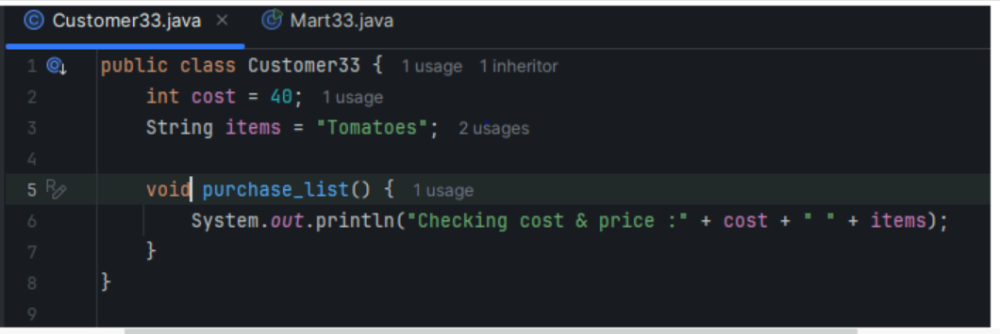 Customer33.java × Mart33.java
1 public class Customer33 { 1 usage 1 inheritor
2 int cost = 40; 1 usage
3 String items = "Tomatoes"; 2 usages
4
5 void purchase_list() { 1 usage
6 System.out.println("Checking cost & price :" + cost + " " + items);
7 }
8 }
9